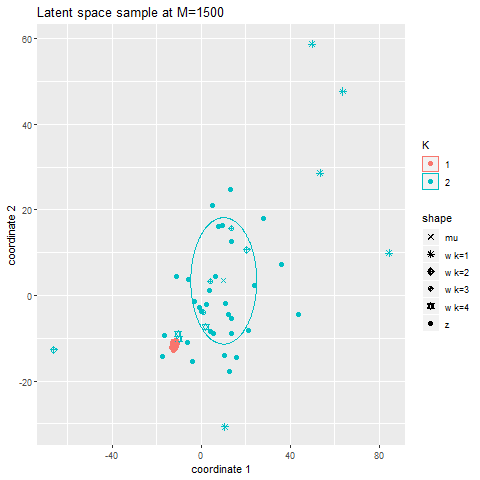 Latent space sample at M=1500
60
40
20
0
-20
-40
0
40
80
coordinate 1
coordinate 2
K
1
2
shape
mu
w k=1
w k=2
w k=3
w k=4
z